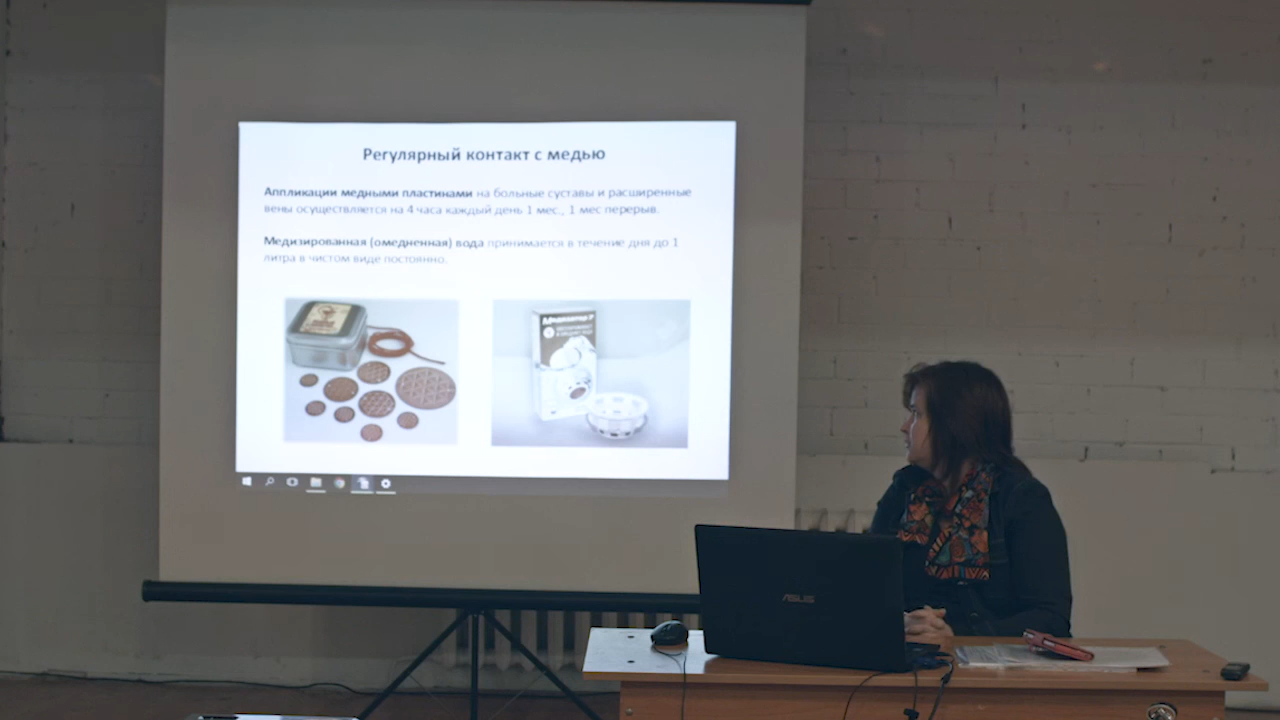 Регулярный контакт с медью
Аппликации медными пластинами на больные суставы и расширенные
вены осуществляется на 4 часа каждый день 1 мес., 1 мес перерыв.
Медизированная (омедненная) вода принимается в течение дня до 1
литра в чистом виде постоянно.
ASUS